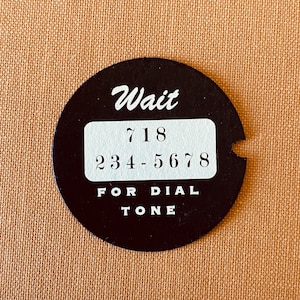 Wait
718
234-5678
FOR DIAL
TONE